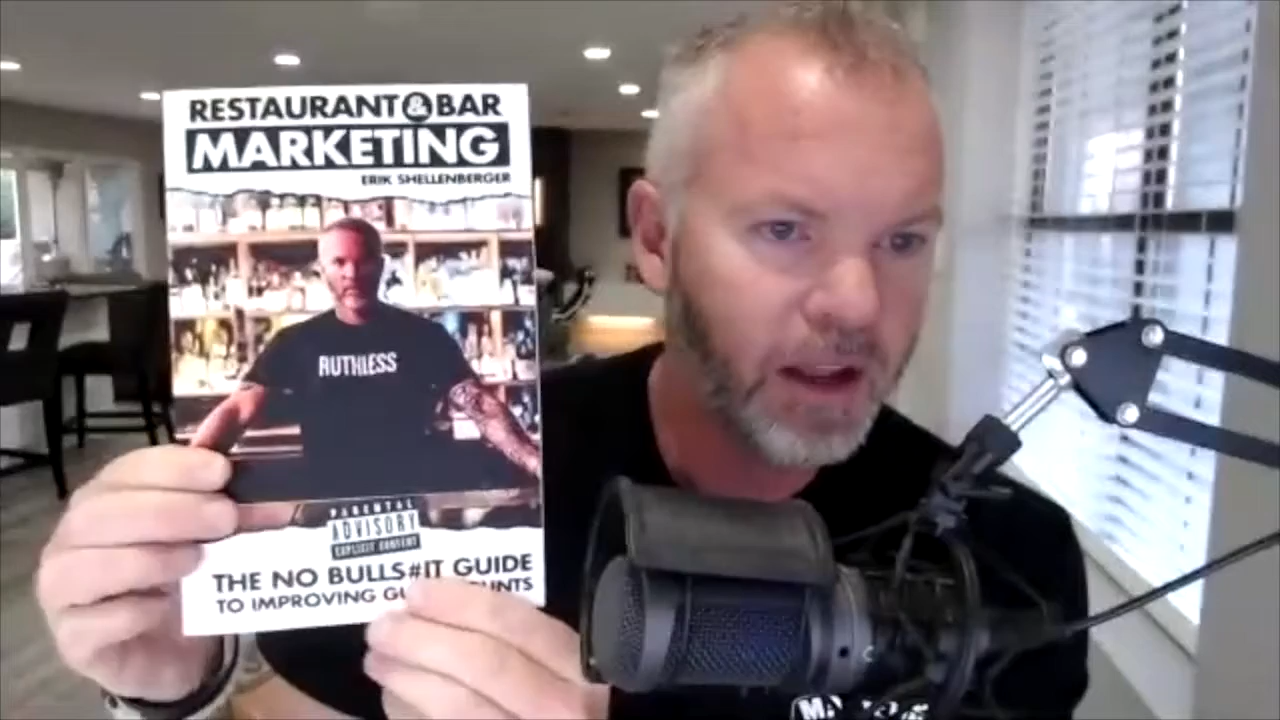 RESTAURANT & BAR
MARKETING
ERIK SHELLENBERGER
RUTHLESS
PARENTAL
ADVISORY
EXPLICIT CONTENT
THE NO BULLS#IT GUIDE
TO IMPROVING